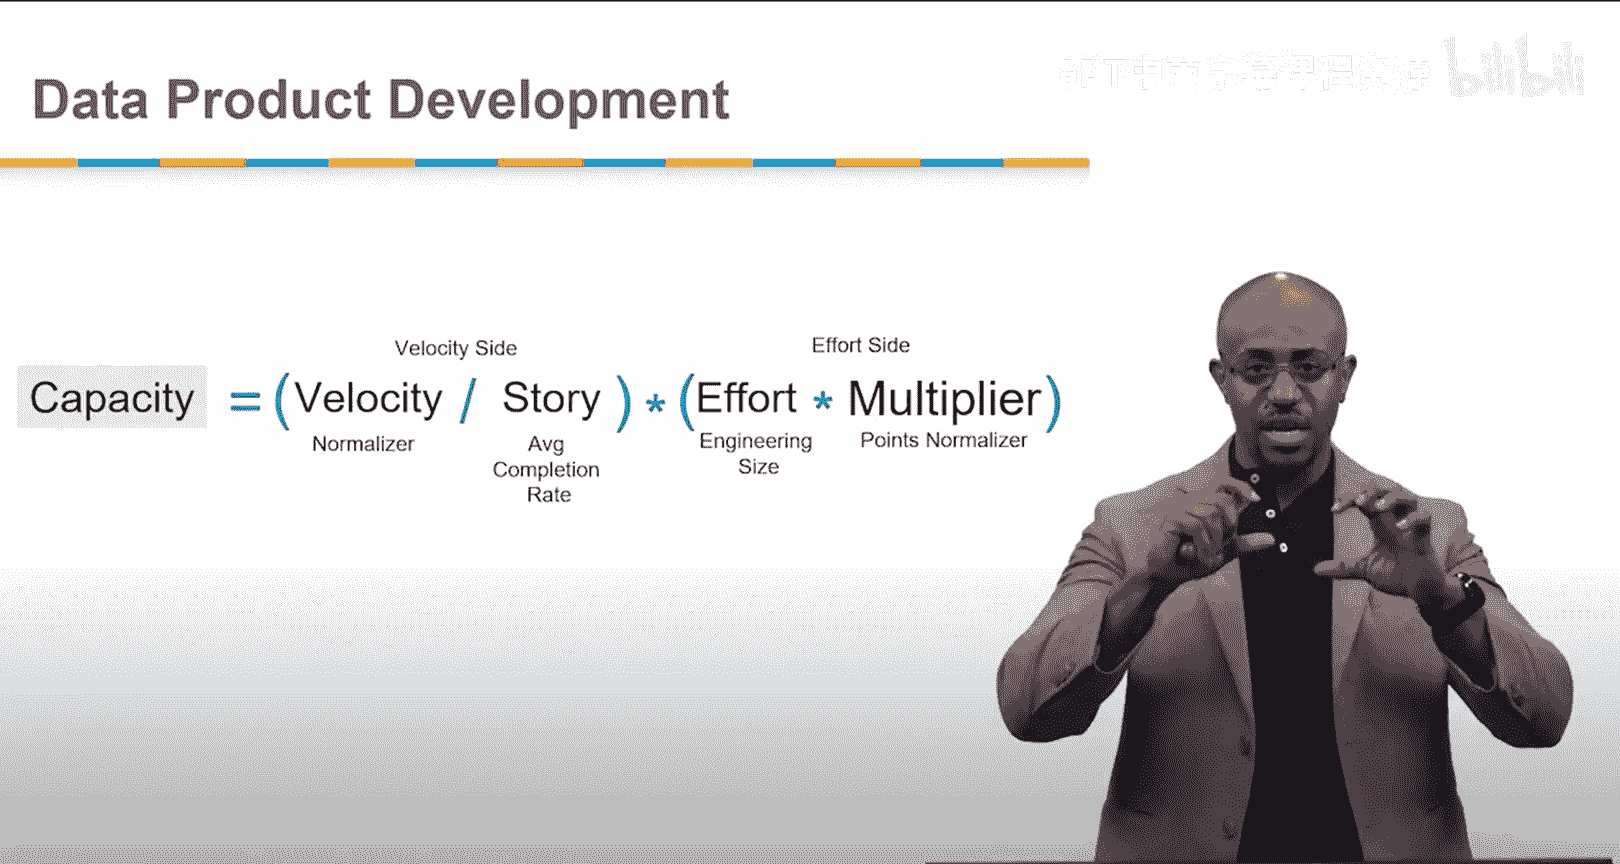 bilibili
Data Product Development
Velocity Side
Effort Side
Capacity = (Velocity / Story) * (Effort * Multiplier)
Normalizer
Avg
Completion
Rate
Engineering
Size
Points Normalizer